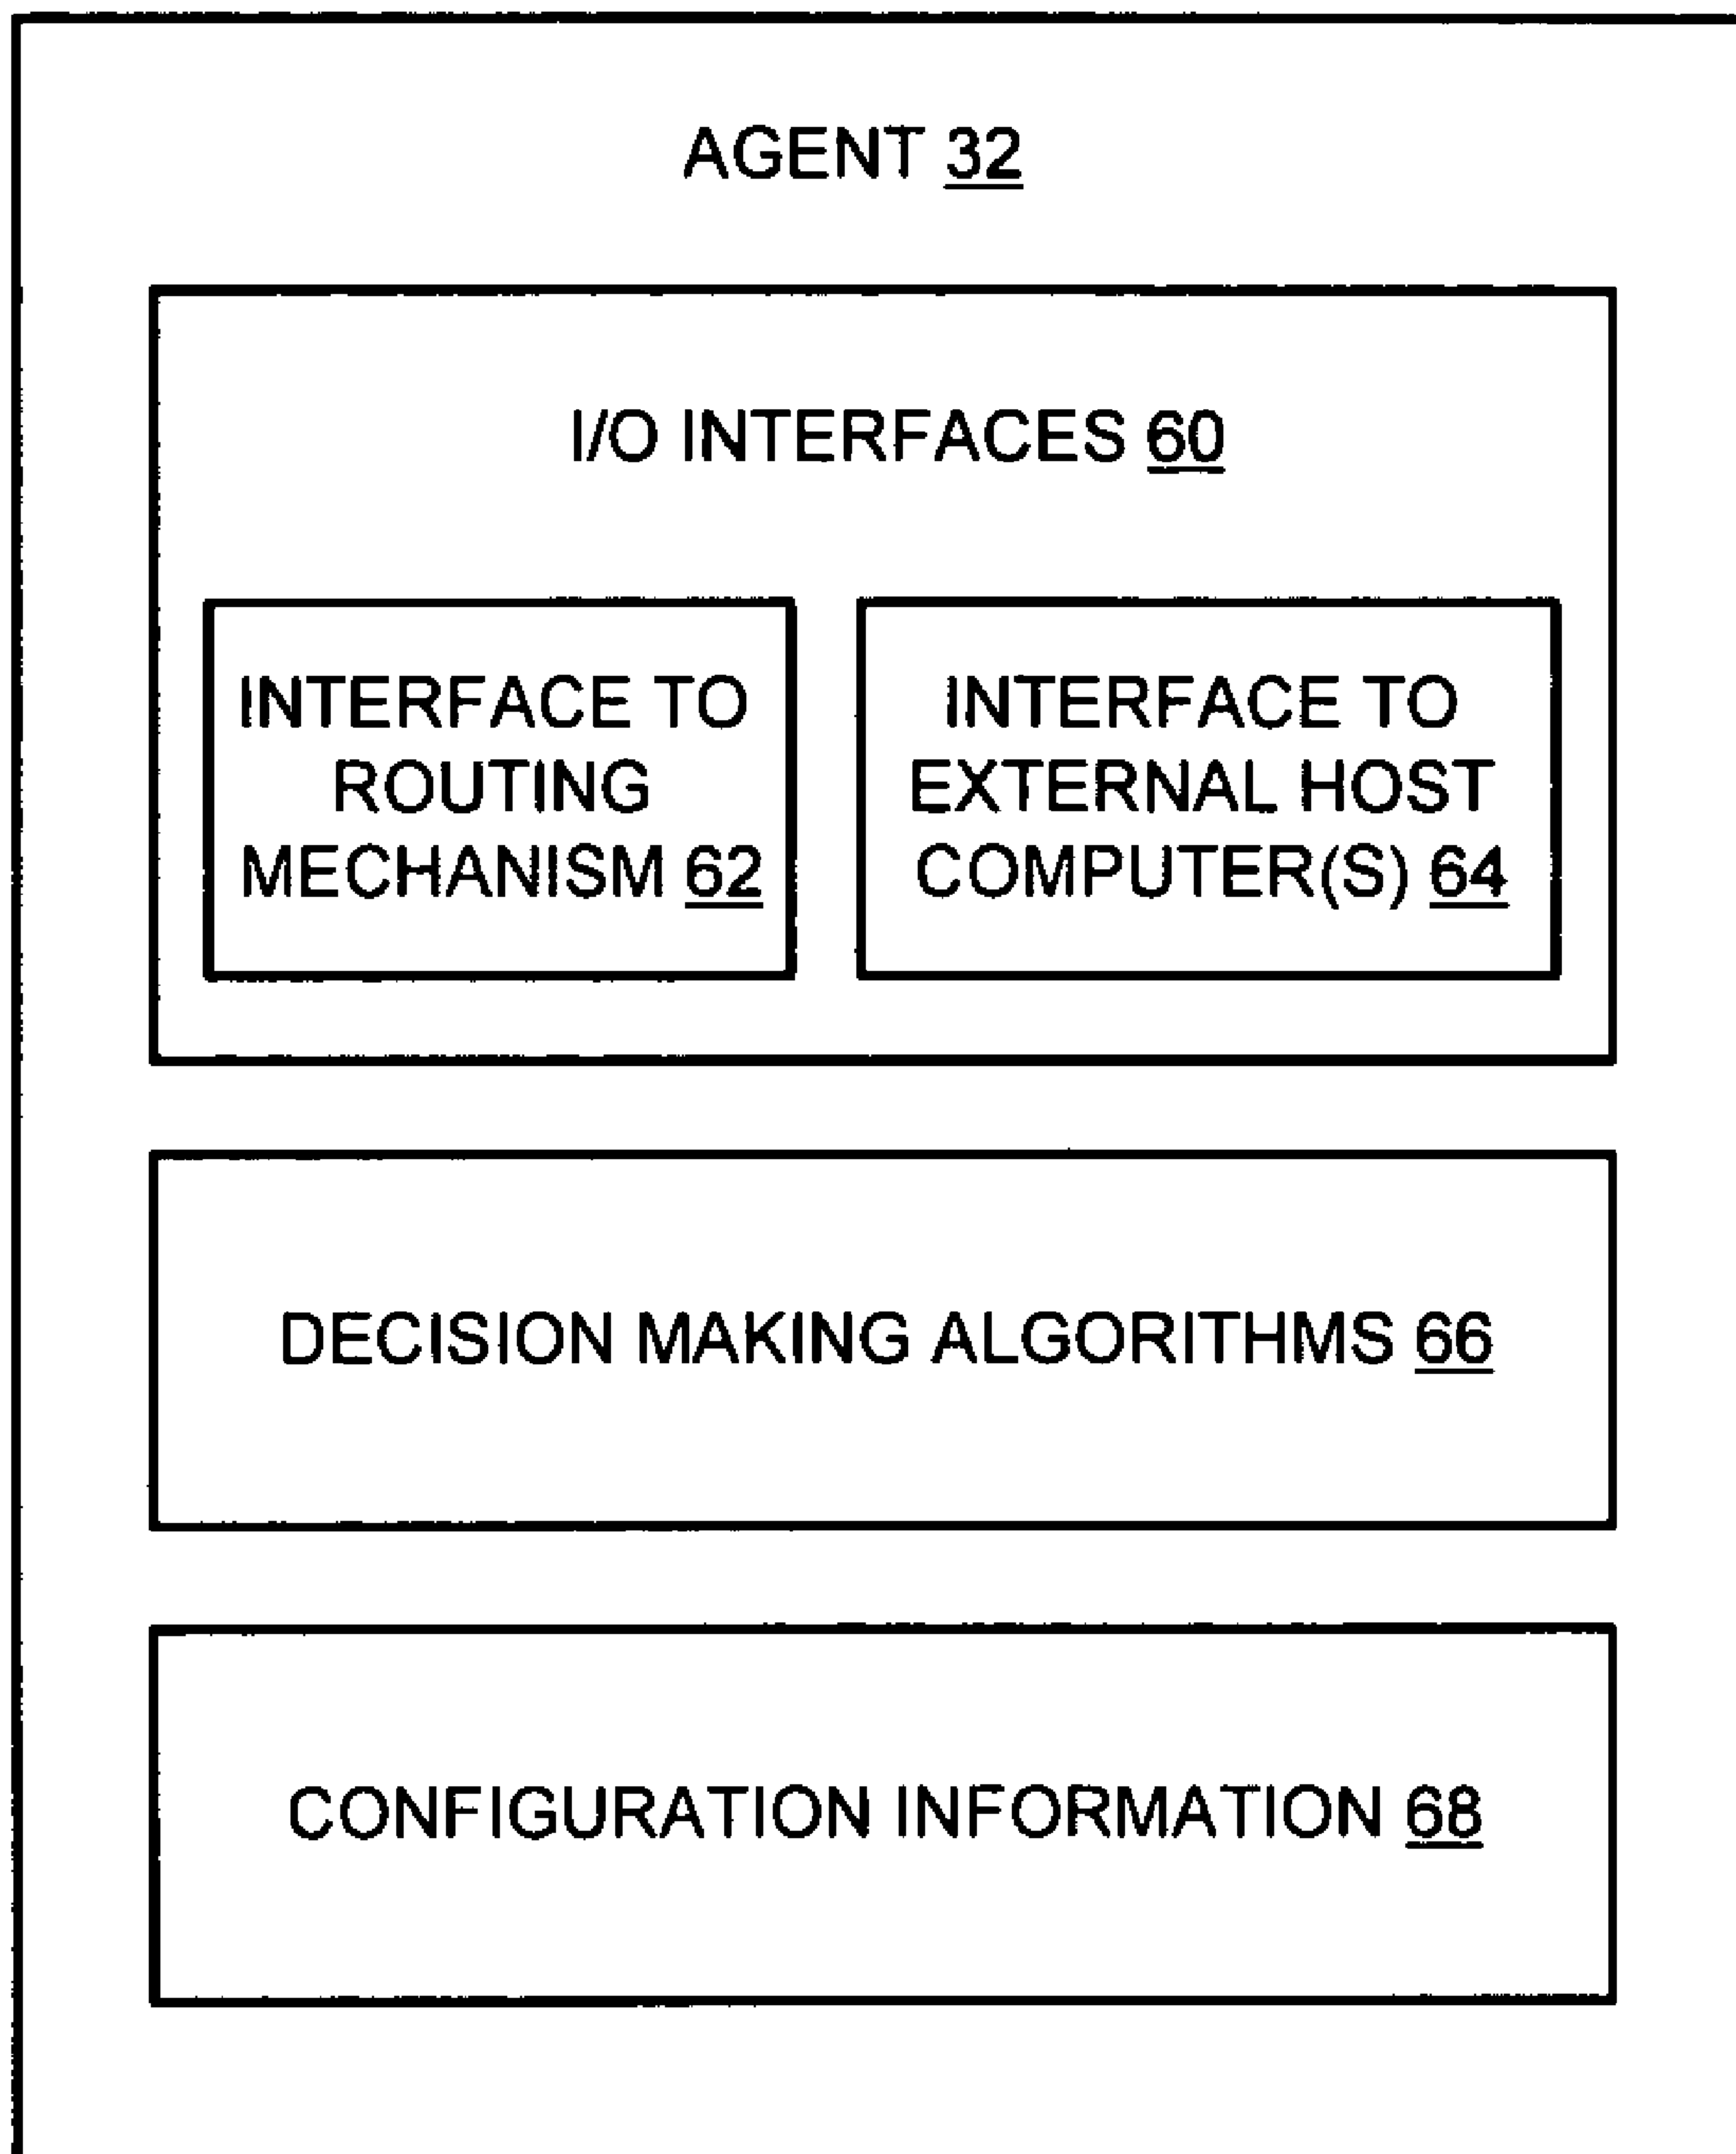 AGENT 32
I/O INTERFACES 60
INTERFACE TO
ROUTING
MECHANISM 62
INTERFACE TO
EXTERNAL HOST
COMPUTER(S) 64
DECISION MAKING ALGORITHMS 66
CONFIGURATION INFORMATION 68